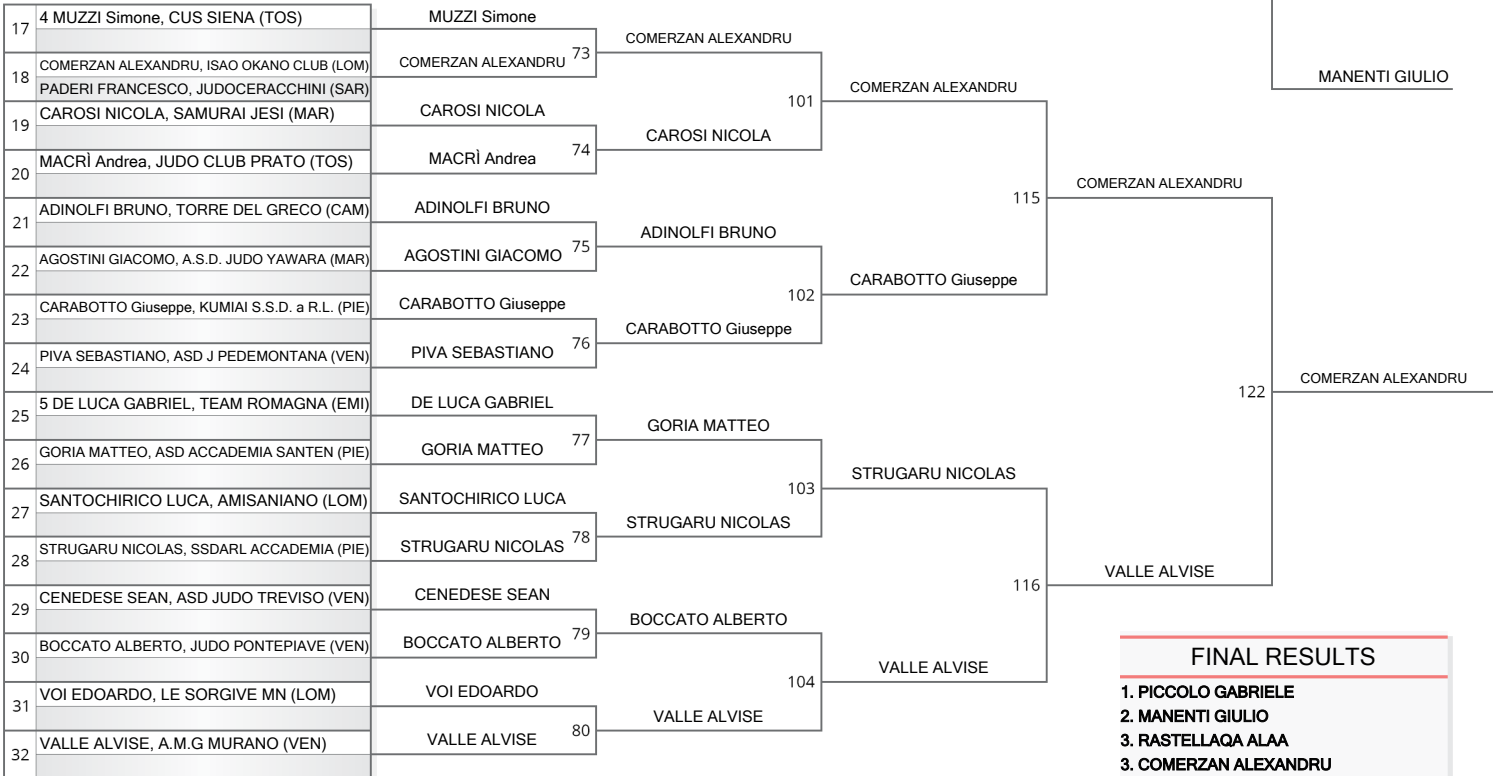 17
4 MUZZI Simone, CUS SIENA (TOS)
18
COMERZAN ALEXANDRU, ISAO OKANO CLUB (LOM)
PADERI FRANCESCO, JUDOCERACCHINI (SAR)
19
CAROSI NICOLA, SAMURAI JESI (MAR)
20
MACRÌ Andrea, JUDO CLUB PRATO (TOS)
21
ADINOLFI BRUNO, TORRE DEL GRECO (CAM)
22
AGOSTINI GIACOMO, A.S.D. JUDO YAWARA (MAR)
23
CARABOTTO Giuseppe, KUMIAI S.S.D. a R.L. (PIE)
24
PIVA SEBASTIANO, ASD J PEDEMONTANA (VEN)
25
5 DE LUCA GABRIEL, TEAM ROMAGNA (EMI)
26
GORIA MATTEO, ASD ACCADEMIA SANTEN (PIE)
27
SANTOCHIRICO LUCA, AMISANIANO (LOM)
28
STRUGARU NICOLAS, SSDARL ACCADEMIA (PIE)
29
CENEDESE SEAN, ASD JUDO TREVISO (VEN)
30
BOCCATO ALBERTO, JUDO PONTEPIAVE (VEN)
31
VOI EDOARDO, LE SORGIVE MN (LOM)
32
VALLE ALVISE, A.M.G MURANO (VEN)
MUZZI Simone
COMERZAN ALEXANDRU
73
CAROSI NICOLA
MACRÌ Andrea
74
ADINOLFI BRUNO
AGOSTINI GIACOMO
75
CARABOTTO Giuseppe
PIVA SEBASTIANO
76
DE LUCA GABRIEL
GORIA MATTEO
77
SANTOCHIRICO LUCA
STRUGARU NICOLAS
78
CENEDESE SEAN
BOCCATO ALBERTO
79
VOI EDOARDO
VALLE ALVISE
80
COMERZAN ALEXANDRU
CAROSI NICOLA
101
ADINOLFI BRUNO
CARABOTTO Giuseppe
102
GORIA MATTEO
STRUGARU NICOLAS
103
BOCCATO ALBERTO
VALLE ALVISE
104
COMERZAN ALEXANDRU
CARABOTTO Giuseppe
115
STRUGARU NICOLAS
VALLE ALVISE
116
COMERZAN ALEXANDRU
VALLE ALVISE
122
MANENTI GIULIO
COMERZAN ALEXANDRU
FINAL RESULTS
1. PICCOLO GABRIELE
2. MANENTI GIULIO
3. RASTELLAQA ALAA
3. COMERZAN ALEXANDRU